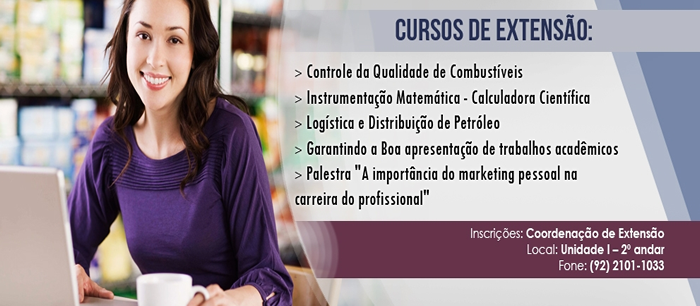 CURSOS DE EXTENSÃO:
> Controle da Qualidade de Combustíveis
> Instrumentação Matemática - Calculadora Científica
> Logística e Distribuição de Petróleo
> Garantindo a Boa apresentação de trabalhos acadêmicos
> Palestra "A importância do marketing pessoal na
carreira do profissional"
Inscrições: Coordenação de Extensão
Local: Unidade I – 2º andar
Fone: (92) 2101-1033